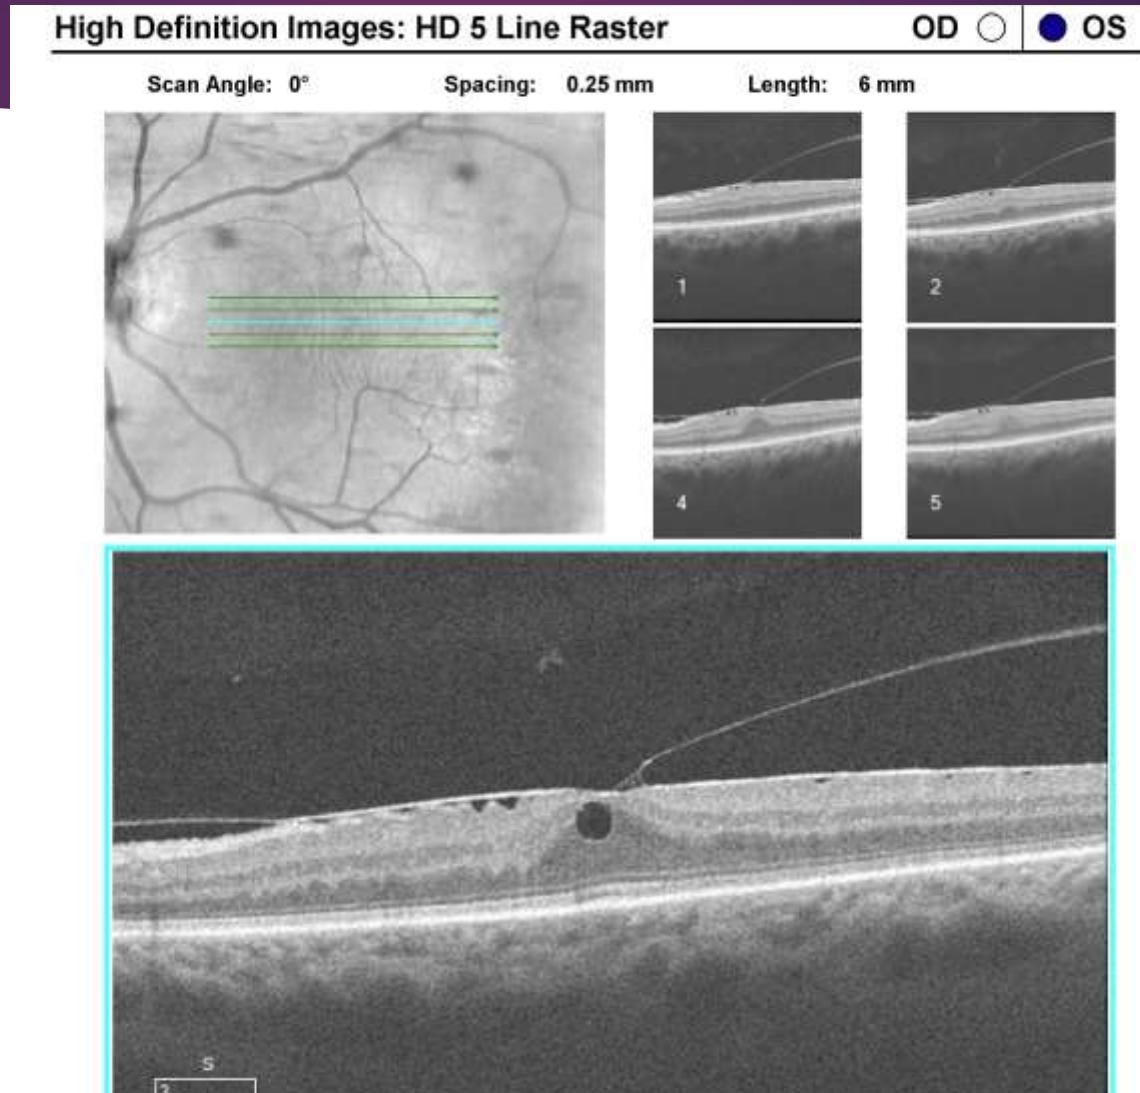 High Definition Images: HD 5 Line Raster OD OS
Scan Angle: 0° Spacing: 0.25 mm Length: 6 mm
1 2
4 5
S
3